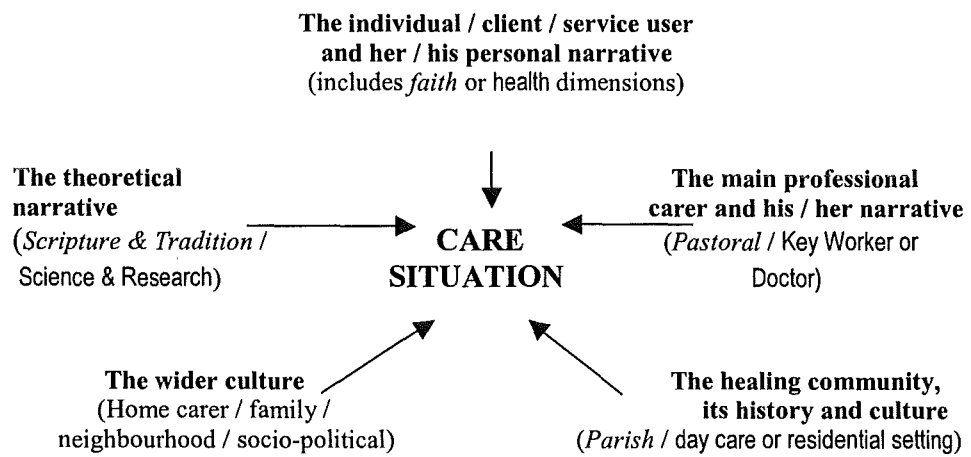 The individual / client / service user
and her / his personal narrative
(includes faith or health dimensions)
The theoretical
narrative
(Scripture & Tradition /
Science & Research)
The main professional
carer and his / her narrative
(Pastoral / Key Worker or
Doctor)
CARE
SITUATION
The wider culture
(Home carer / family /
neighbourhood / socio-political)
The healing community,
its history and culture
(Parish / day care or residential setting)